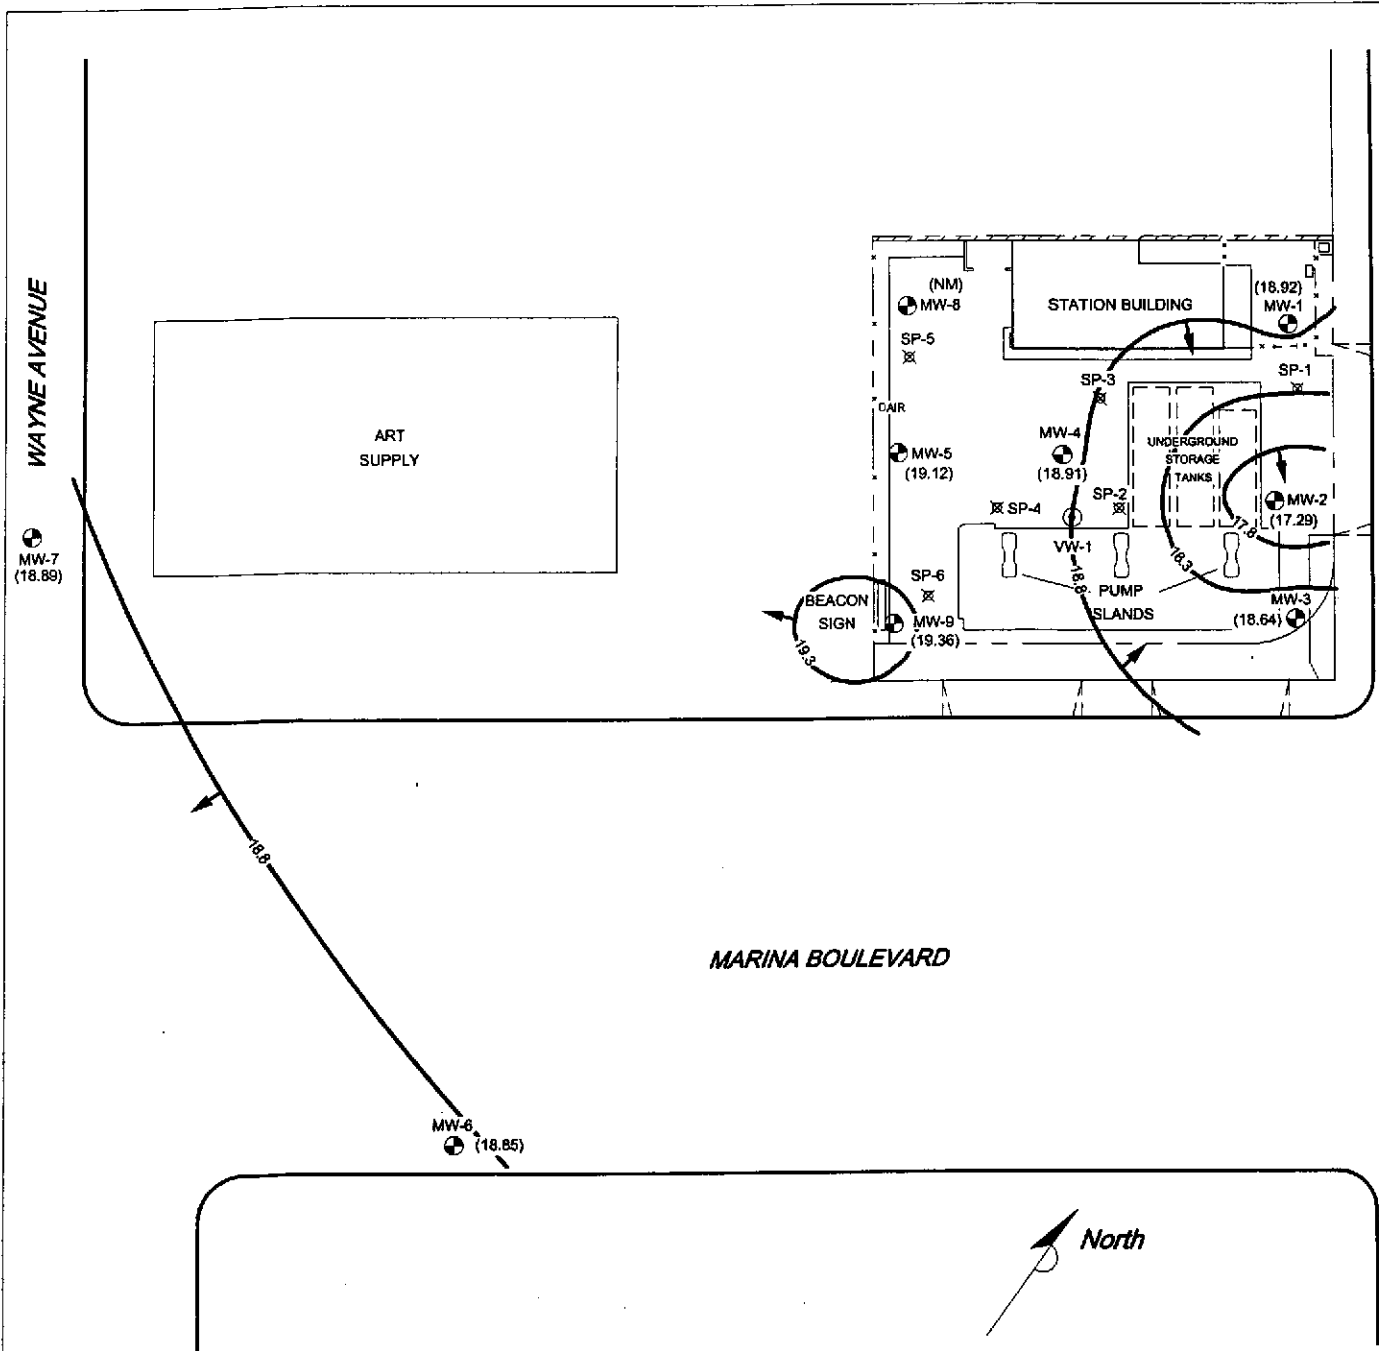 WAYNE AVENUE
ART
SUPPLY
(NM)
MW-8
SP-5
STATION BUILDING
(18.92)
MW-1
SP-1
SP-3
AIR
MW-5
(19.12)
MW-4
(18.91)
UNDERGROUND
STORAGE
TANKS
SP-2
SP-4
VW-1
MW-2
(17.29)
17.8
18.3
18.8
MW-7
(18.89)
SP-6
BEACON
SIGN
MW-9
(19.36)
19.3
PUMP
ISLANDS
MW-3
(18.64)
18.8
MARINA BOULEVARD
MW-6
(18.85)
North